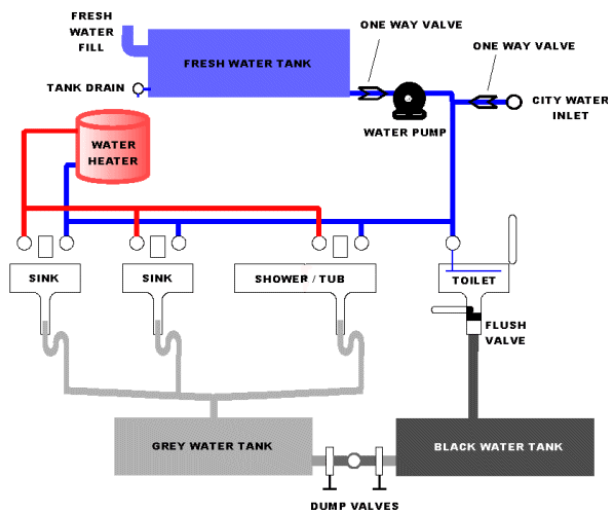 FRESH
WATER
FILL
FRESH WATER TANK
ONE WAY VALVE
ONE WAY VALVE
TANK DRAIN
WATER PUMP
CITY WATER
INLET
WATER
HEATER
SINK
SINK
SHOWER / TUB
TOILET
FLUSH
VALVE
GREY WATER TANK
BLACK WATER TANK
DUMP VALVES